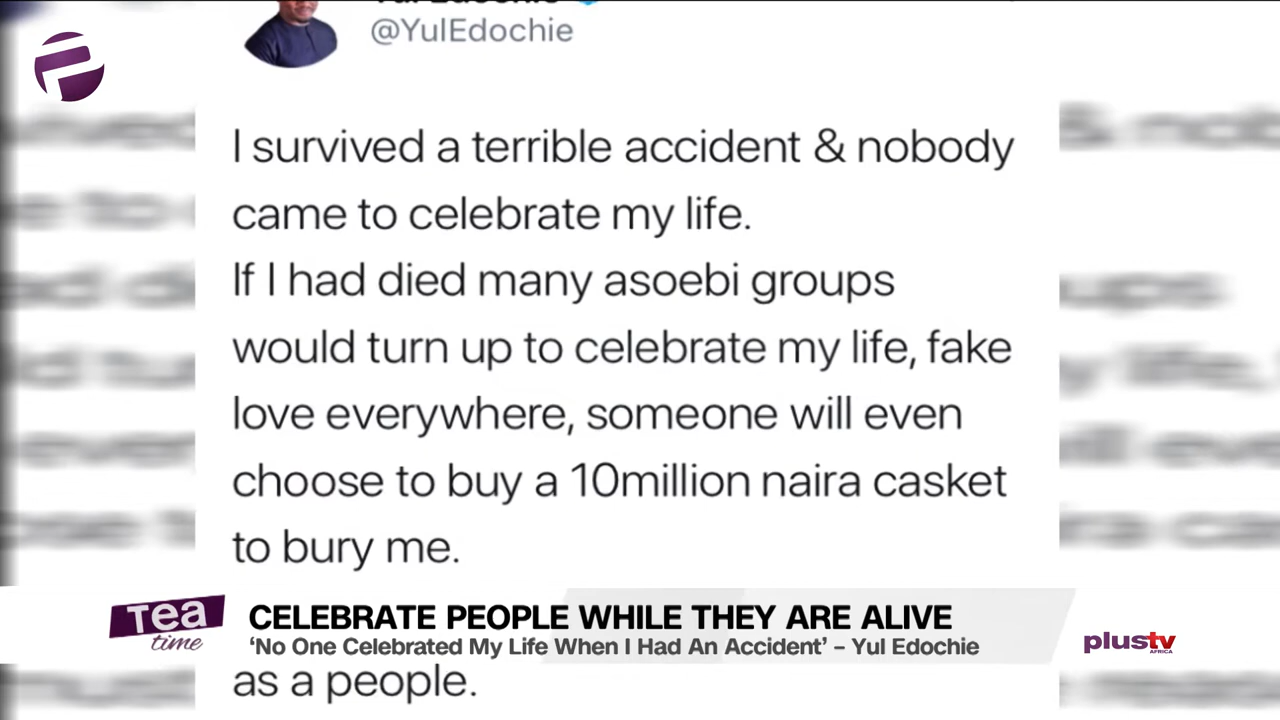 @YulEdochie
I survived a terrible accident & nobody
came to celebrate my life.
If I had died many asoebi groups
would turn up to celebrate my life, fake
love everywhere, someone will even
choose to buy a 10million naira casket
to bury me.
Tea
time
CELEBRATE PEOPLE WHILE THEY ARE ALIVE
‘No One Celebrated My Life When I Had An Accident’ – Yul Edochie
plustv
AFRICA
as a people.